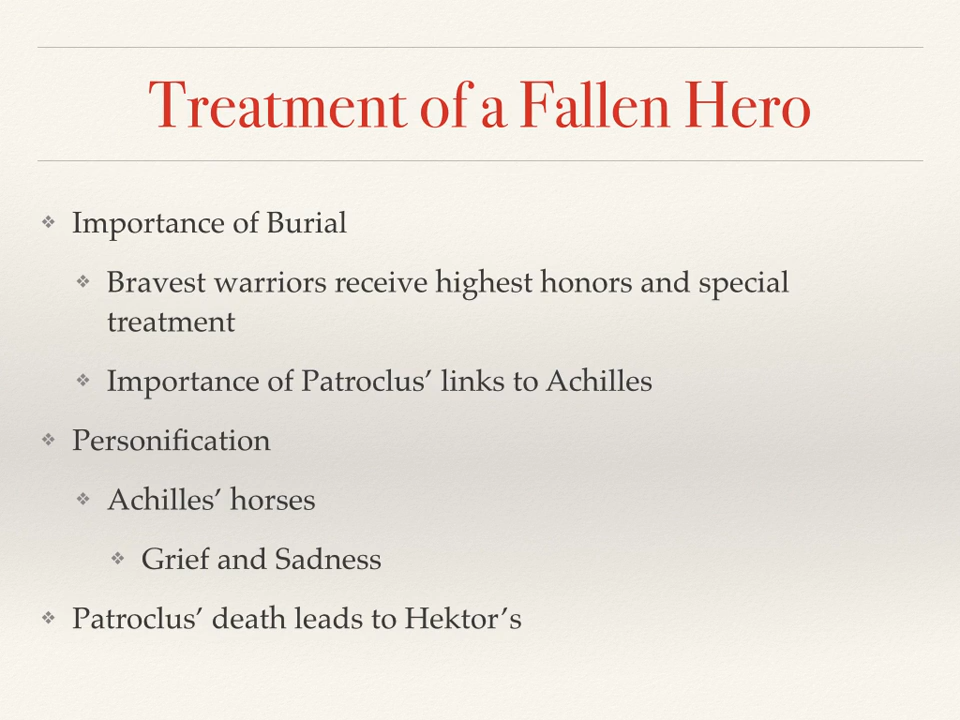 Treatment of a Fallen Hero
❖ Importance of Burial
❖ Bravest warriors receive highest honors and special
treatment
❖ Importance of Patroclus’ links to Achilles
❖ Personification
❖ Achilles’ horses
❖ Grief and Sadness
❖ Patroclus’ death leads to Hektor’s